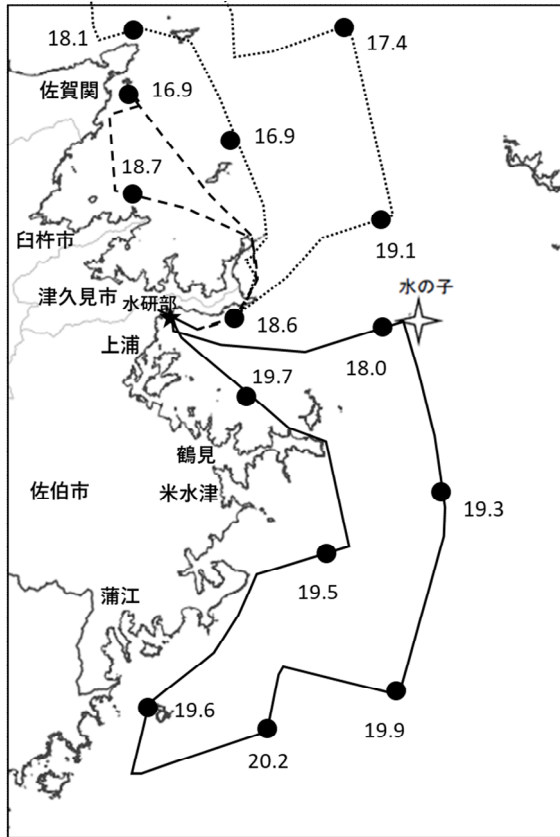 18.1
17.4
佐賀関
16.9
16.9
18.7
19.1
臼杵市
水の子
津久見市
水研部
18.6
上浦
18.0
19.7
鶴見
佐伯市
米水津
19.3
19.5
蒲江
19.6
19.9
20.2